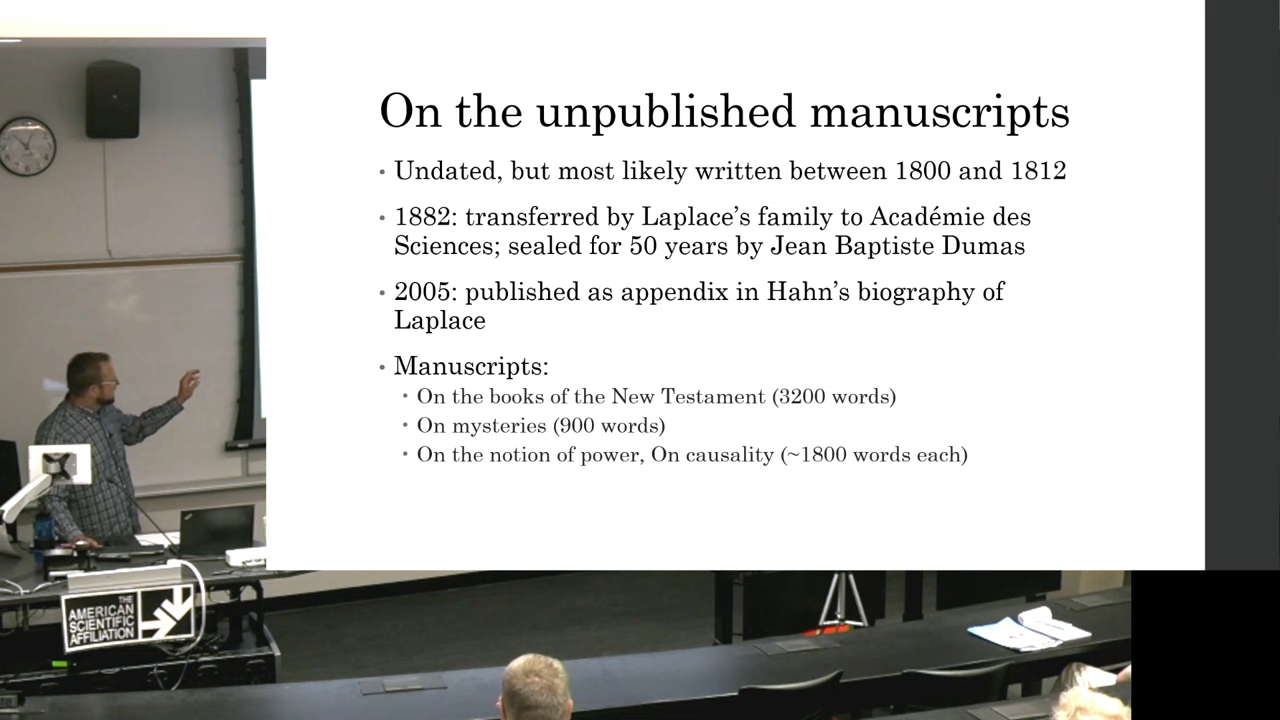 On the unpublished manuscripts
• Undated, but most likely written between 1800 and 1812
• 1882: transferred by Laplace’s family to Académie des
Sciences; sealed for 50 years by Jean Baptiste Dumas
• 2005: published as appendix in Hahn’s biography of
Laplace
• Manuscripts:
• On the books of the New Testament (3200 words)
• On mysteries (900 words)
• On the notion of power, On causality (~1800 words each)
THE
AMERICAN
SCIENTIFIC
AFFILIATION